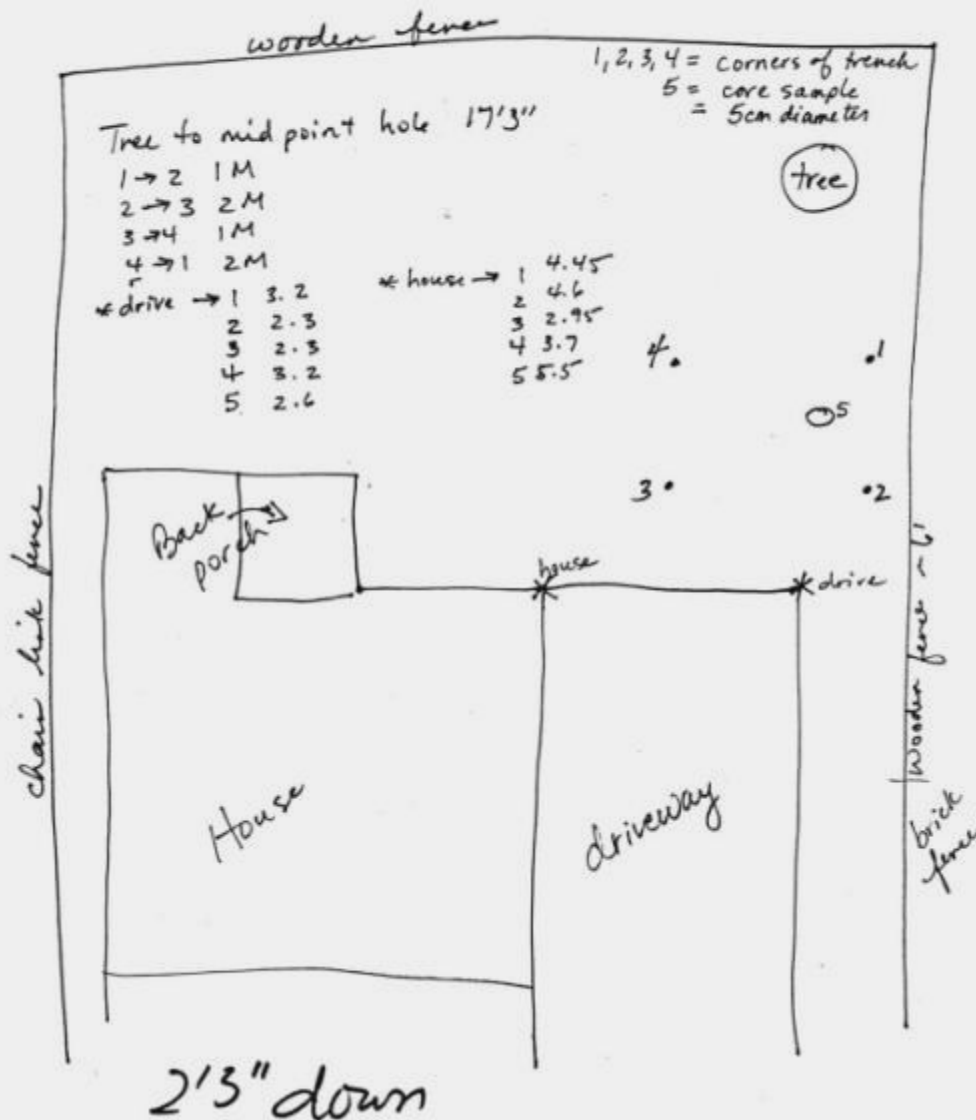 wooden fence
1, 2, 3, 4 = corners of trench
5 = core sample
= 5cm diameter
Tree to mid point hole 17'3"
tree
1 → 2 1M
2 → 3 2M
3 → 4 1M
4 → 1 2M
* drive → 1 3.2
2 2.3
3 2.3
4 3.2
5 2.6
* house → 1 4.45
2 4.6
3 2.95
4 3.7
5 5.5
4
1
5
3
2
Back
porch
house
drive
chain link fence
wooden fence ~ 6'
House
driveway
brick
fence
2'3" down